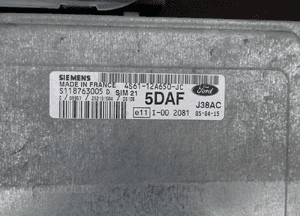 SIEMENS
MADE IN FRANCE 4S61-12A650-JC
S118763005 D SIM 21
5DAF
Ford
J38AC
e11 I-00 2081 05-04-15